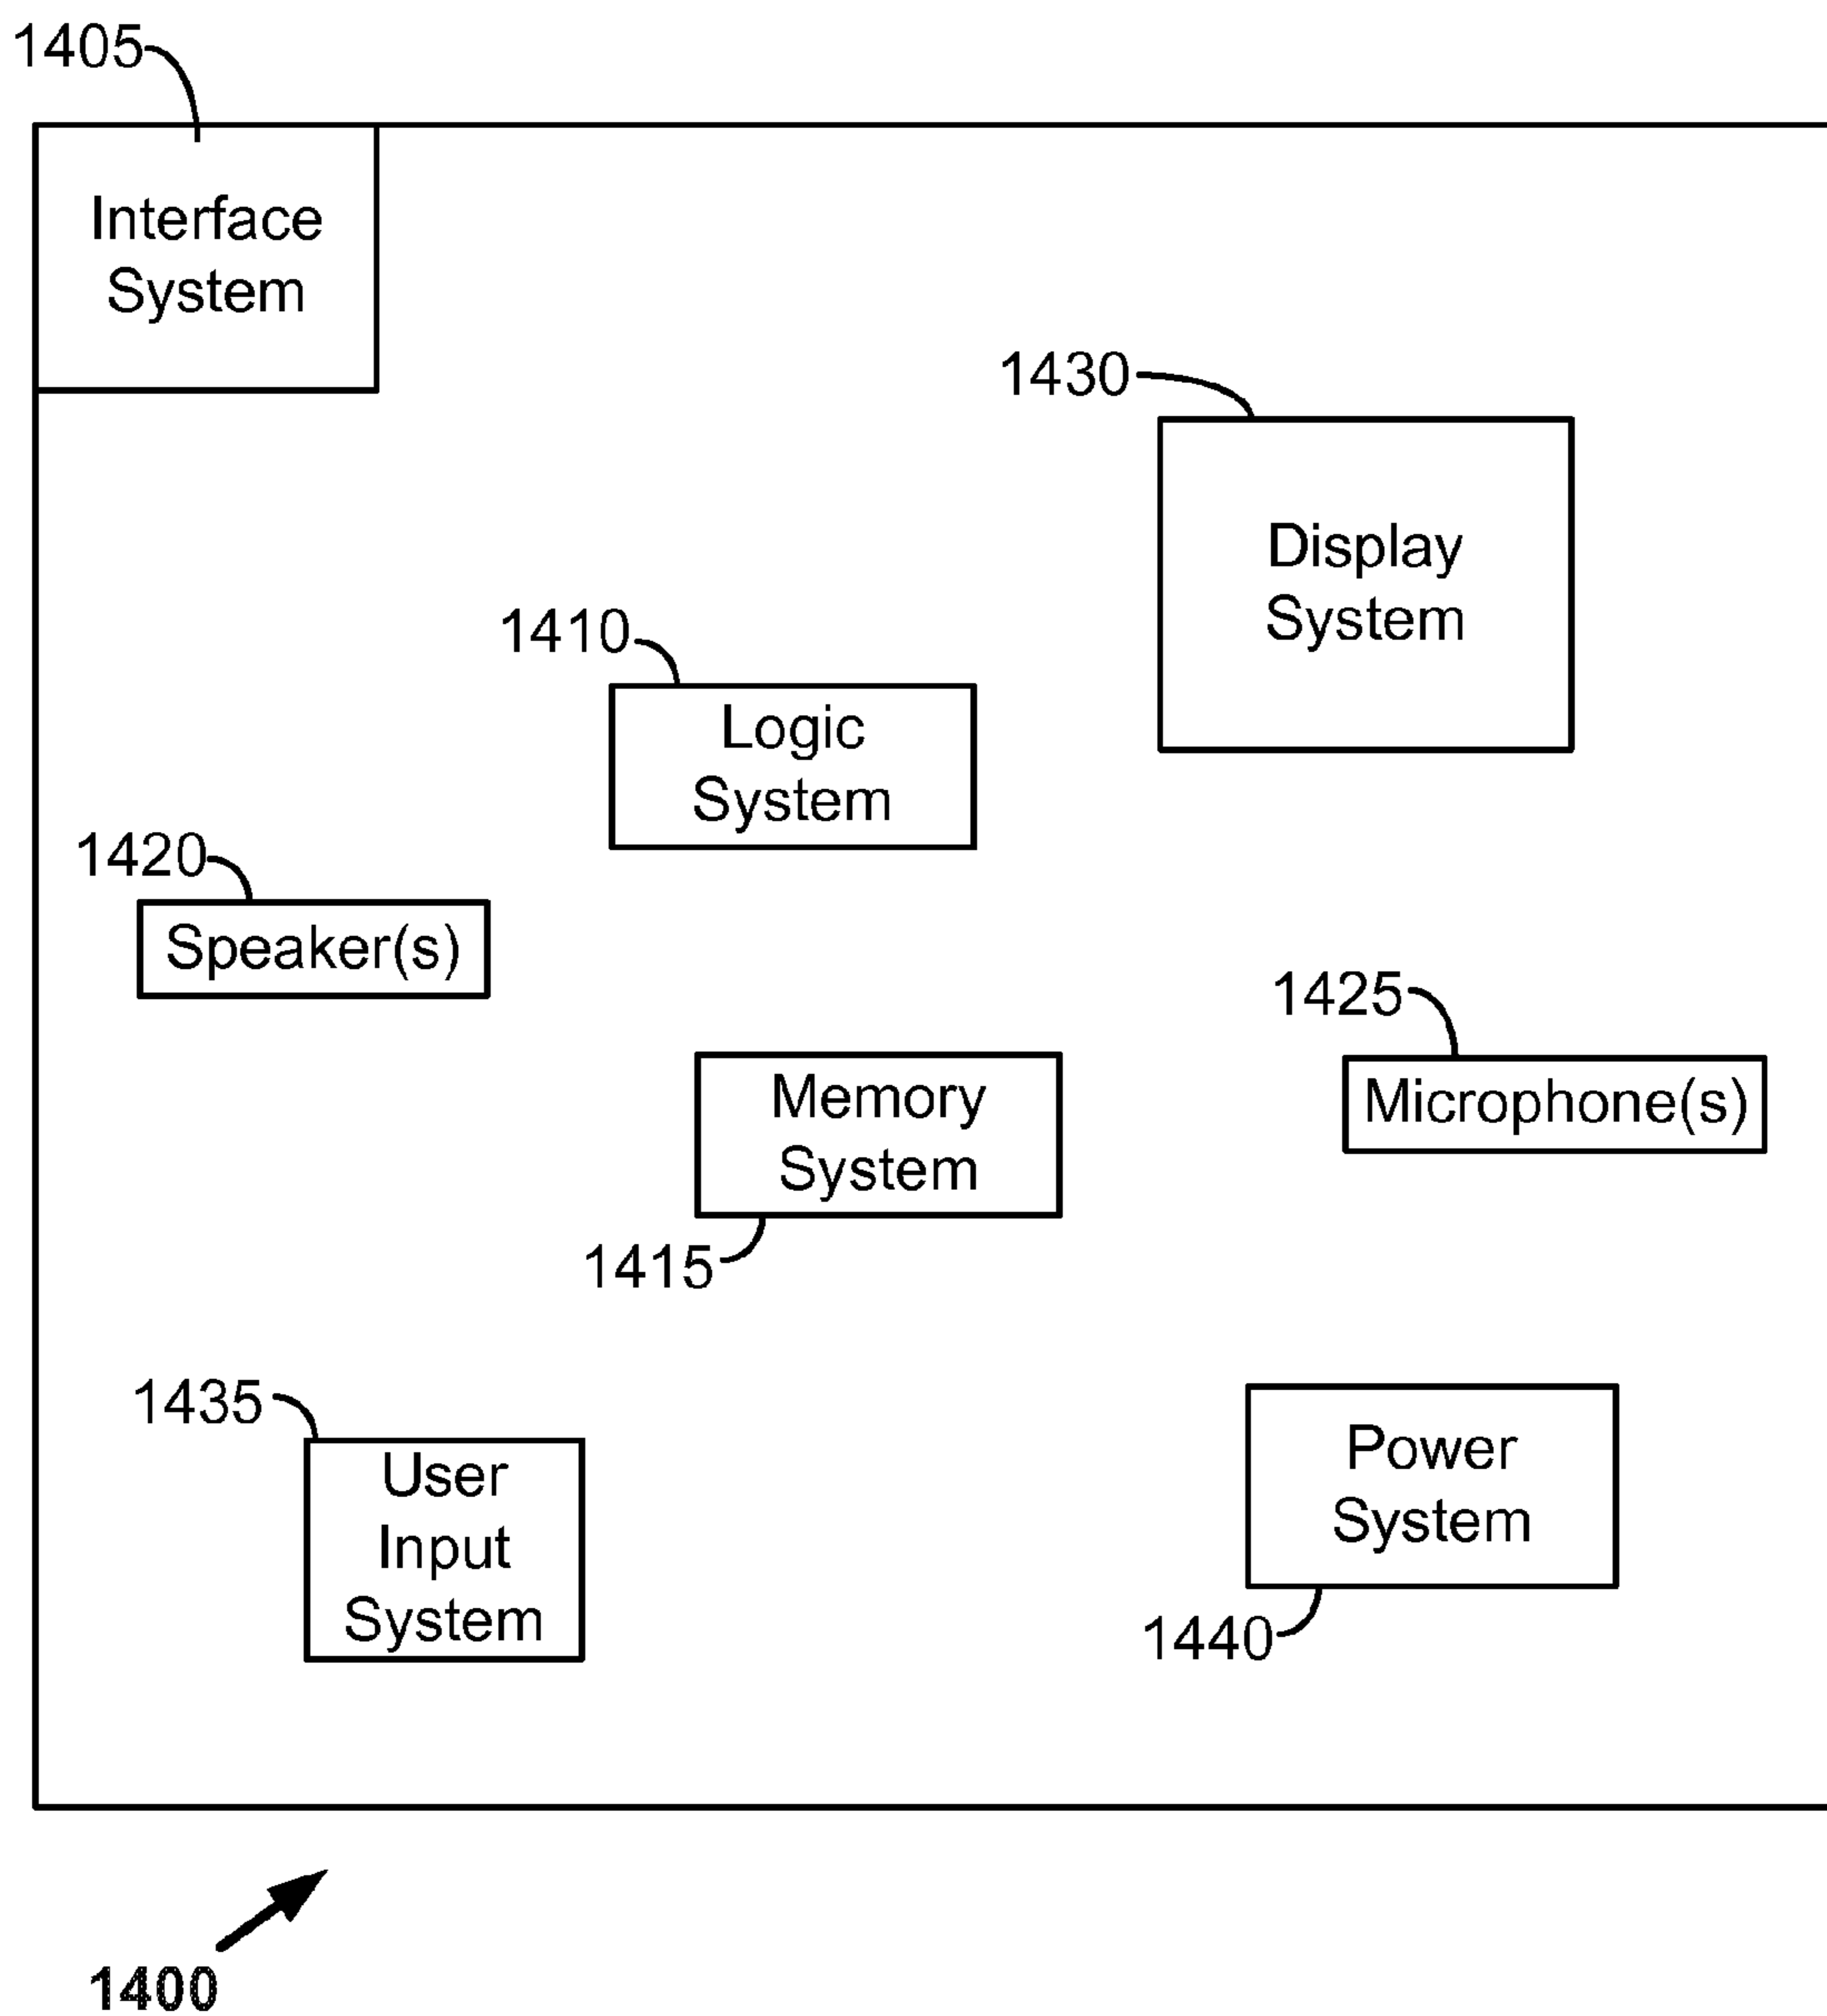 1405
Interface
System
1430
Display
System
1410
Logic
System
1420
Speaker(s)
1425
Microphone(s)
Memory
System
1415
1435
User
Input
System
Power
System
1440
1400